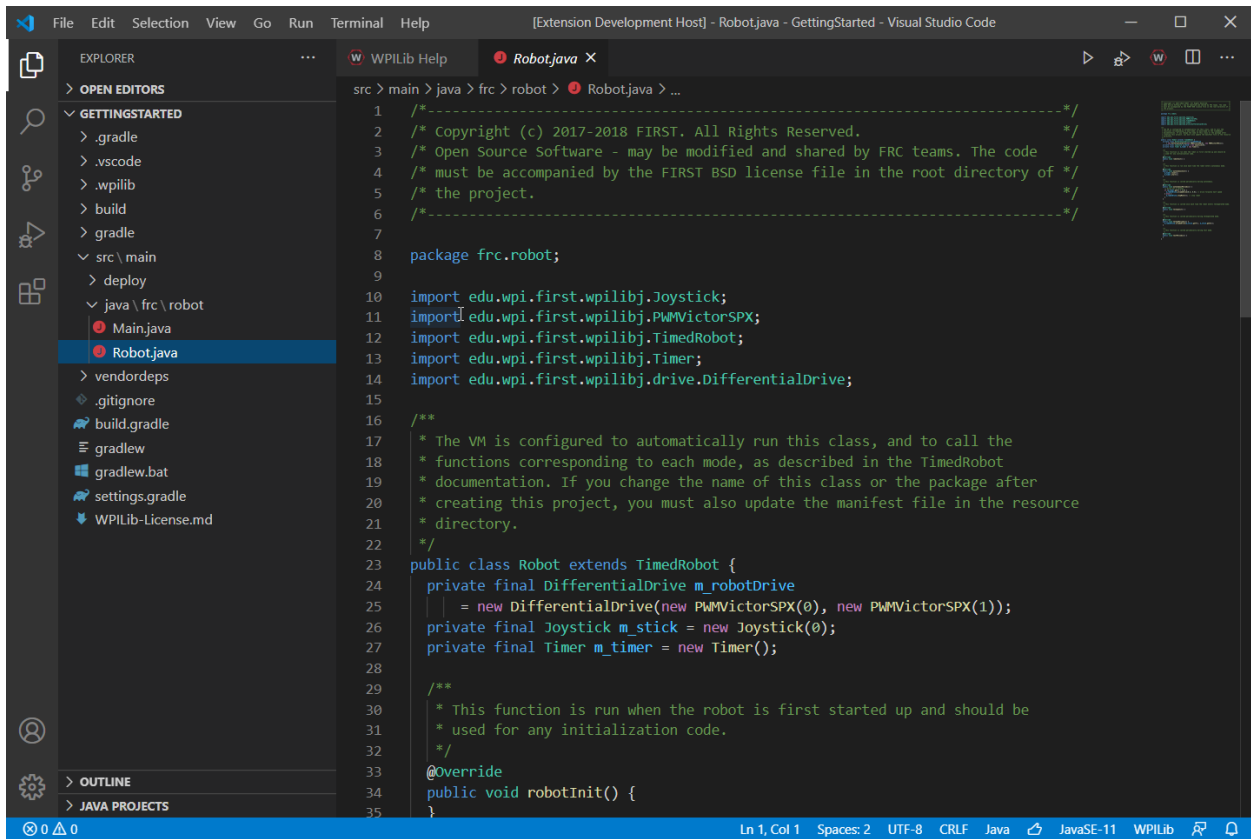 File Edit Selection View Go Run Terminal Help [Extension Development Host] - Robot.java - GettingStarted - Visual Studio Code
EXPLORER
OPEN EDITORS
GETTINGSTARTED
.gradle
.vscode
.wpilib
build
gradle
src \ main
deploy
java \ frc \ robot
Main.java
Robot.java
vendordeps
.gitignore
build.gradle
gradlew
gradlew.bat
settings.gradle
WPILib-License.md
OUTLINE
JAVA PROJECTS
WPILib Help Robot.java
src > main > java > frc > robot > Robot.java > ...
1 /*----------------------------------------------------------------------------*/
2 /* Copyright (c) 2017-2018 FIRST. All Rights Reserved. */
3 /* Open Source Software - may be modified and shared by FRC teams. The code */
4 /* must be accompanied by the FIRST BSD license file in the root directory of */
5 /* the project. */
6 /*----------------------------------------------------------------------------*/
7
8 package frc.robot;
9
10 import edu.wpi.first.wpilibj.Joystick;
11 import edu.wpi.first.wpilibj.PWMVictorSPX;
12 import edu.wpi.first.wpilibj.TimedRobot;
13 import edu.wpi.first.wpilibj.Timer;
14 import edu.wpi.first.wpilibj.drive.DifferentialDrive;
15
16 /**
17 * The VM is configured to automatically run this class, and to call the
18 * functions corresponding to each mode, as described in the TimedRobot
19 * documentation. If you change the name of this class or the package after
20 * creating this project, you must also update the manifest file in the resource
21 * directory.
22 */
23 public class Robot extends TimedRobot {
24 private final DifferentialDrive m_robotDrive
25 = new DifferentialDrive(new PWMVictorSPX(0), new PWMVictorSPX(1));
26 private final Joystick m_stick = new Joystick(0);
27 private final Timer m_timer = new Timer();
28
29 /**
30 * This function is run when the robot is first started up and should be
31 * used for any initialization code.
32 */
33 @Override
34 public void robotInit() {
35 }
0 0 Ln 1, Col 1 Spaces: 2 UTF-8 CRLF Java JavaSE-11 WPILib